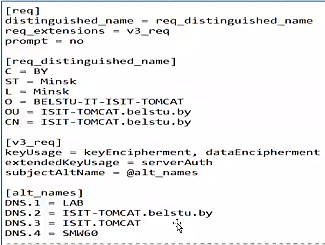 [req]
distinguished_name = req_distinguished_name
req_extensions = v3_req
prompt = no
[req_distinguished_name]
C = BY
ST = Minsk
L = Minsk
O = BELSTU-IT-ISIT-TOMCAT
OU = ISIT-TOMCAT.belstu.by
CN = ISIT-TOMCAT.belstu.by
[v3_req]
keyUsage = keyEncipherment, dataEncipherment
extendedKeyUsage = serverAuth
subjectAltName = @alt_names
[alt_names]
DNS.1 = LAB
DNS.2 = ISIT-TOMCAT.belstu.by
DNS.3 = ISIT.TOMCAT
DNS.4 = SMW60